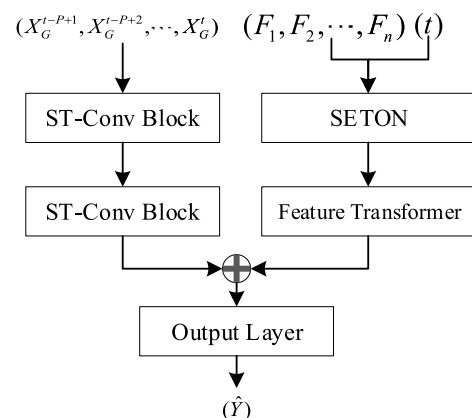 (X_G^{t-P+1}, X_G^{t-P+2}, ..., X_G^t)
(F_1, F_2, ..., F_n) (t)
ST-Conv Block
SETON
ST-Conv Block
Feature Transformer
Output Layer
(Ŷ)